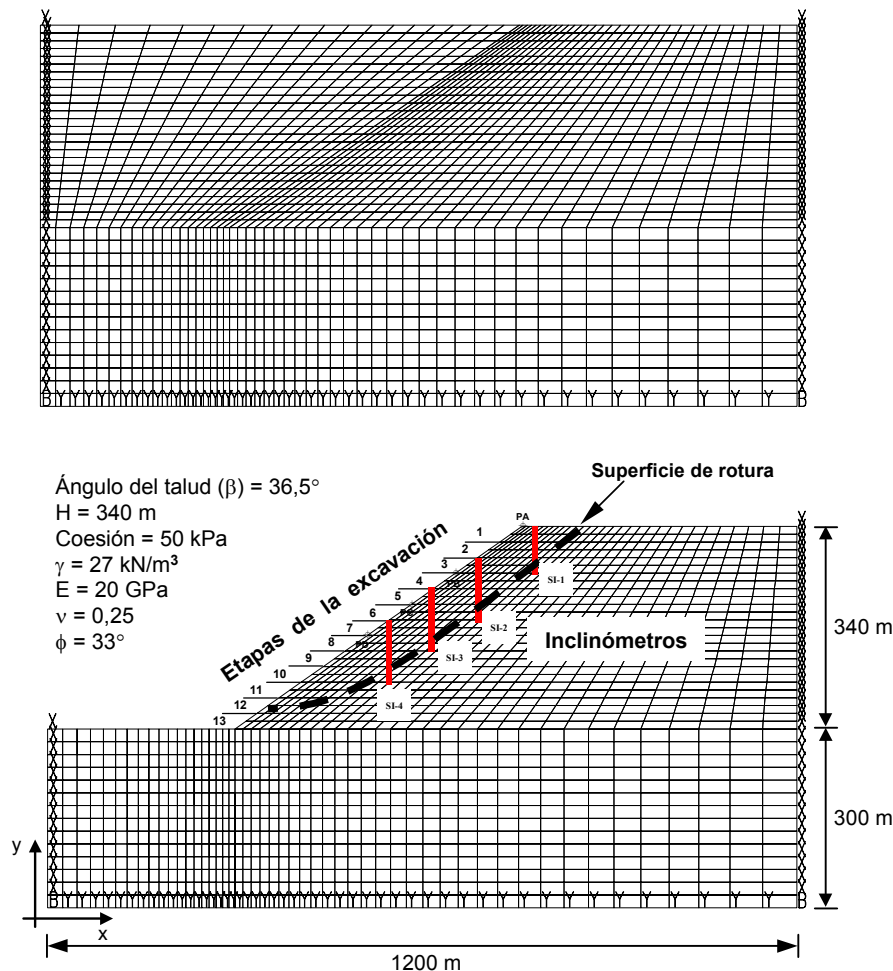 Ángulo del talud (β) = 36,5°
H = 340 m
Coesión = 50 kPa
γ = 27 kN/m³
E = 20 GPa
ν = 0,25
ϕ = 33°
Superficie de rotura
Etapas de la excavación
PA
1
2
3
4
5
6
7
8
9
10
11
12
13
SI-1
SI-2
SI-3
SI-4
Inclinómetros
340 m
300 m
y
x
1200 m